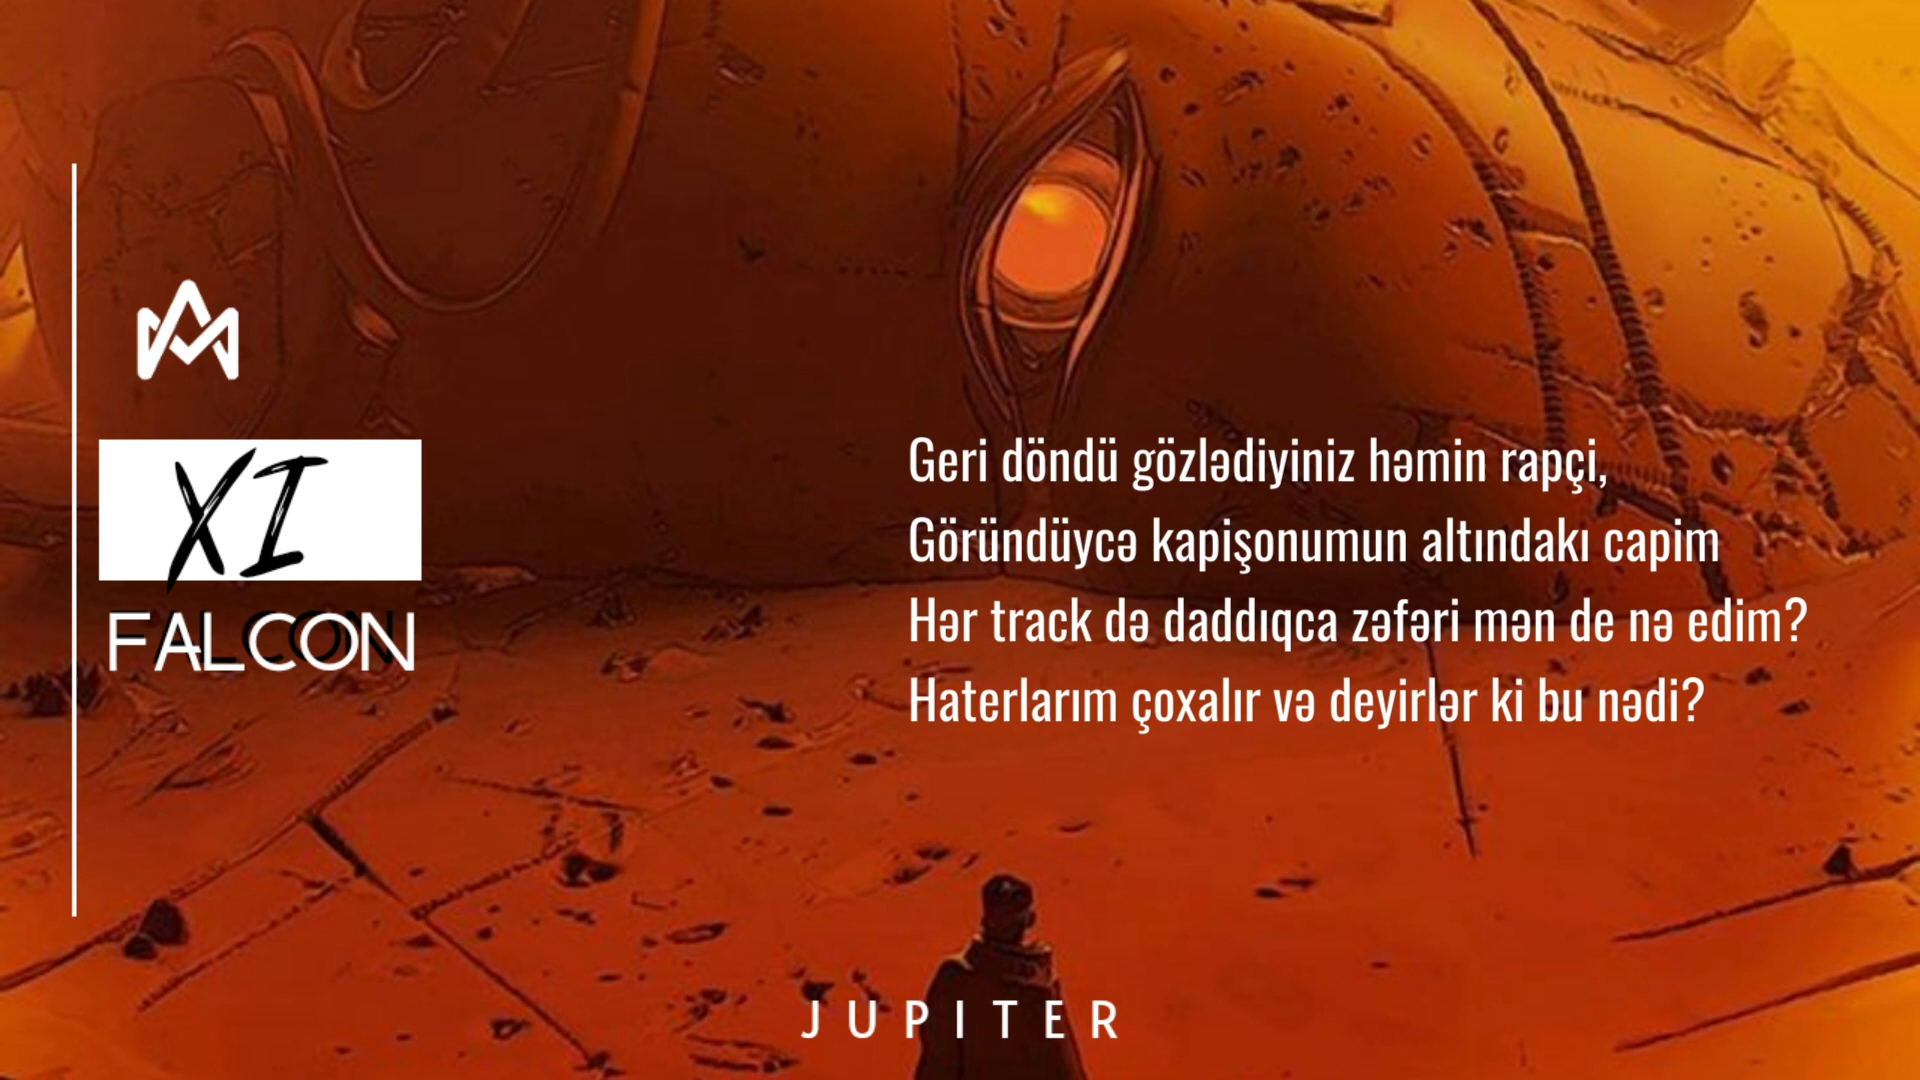 XI
FALCON
Geri döndü gözlədiyiniz həmin rapçi,
Göründüycə kapişonumun altındakı capim
Hər track də daddıqca zəfəri mən de nə edim?
Haterlarım çoxalır və deyirlər ki bu nədi?
JUPITER